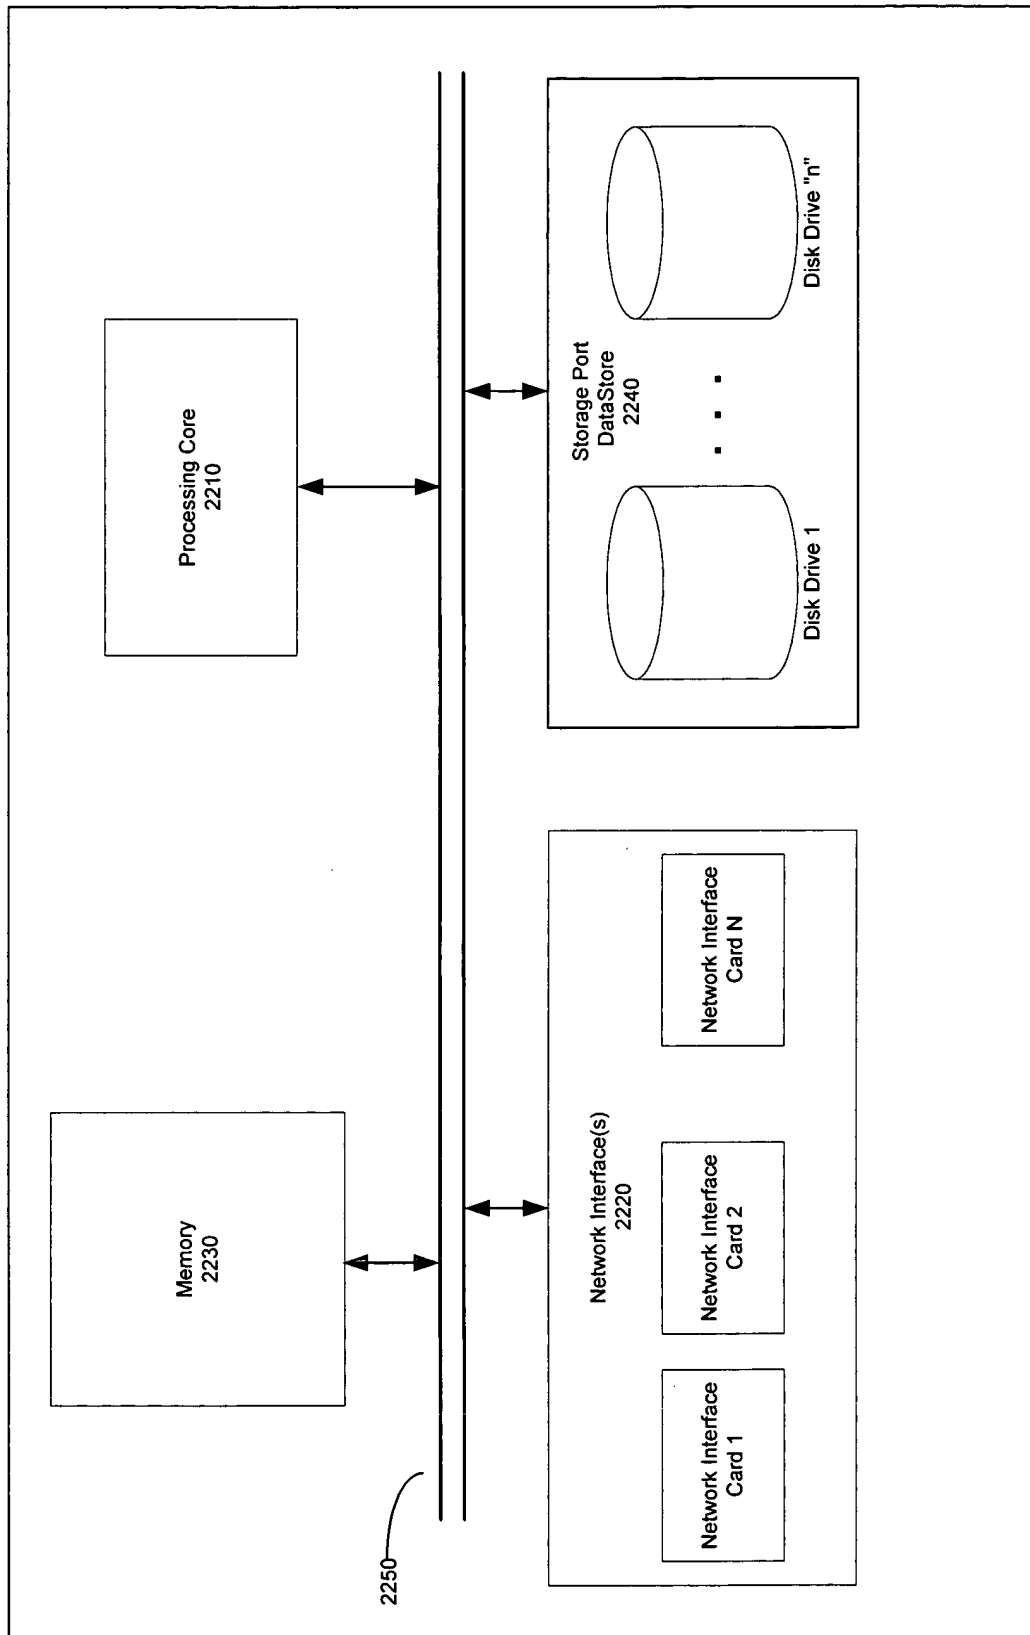 Memory
2230
Processing Core
2210
2250
Network Interface(s)
2220
Network Interface
Card 1
Network Interface
Card 2
Network Interface
Card N
Storage Port
DataStore
2240
. . .
Disk Drive 1
Disk Drive "n"